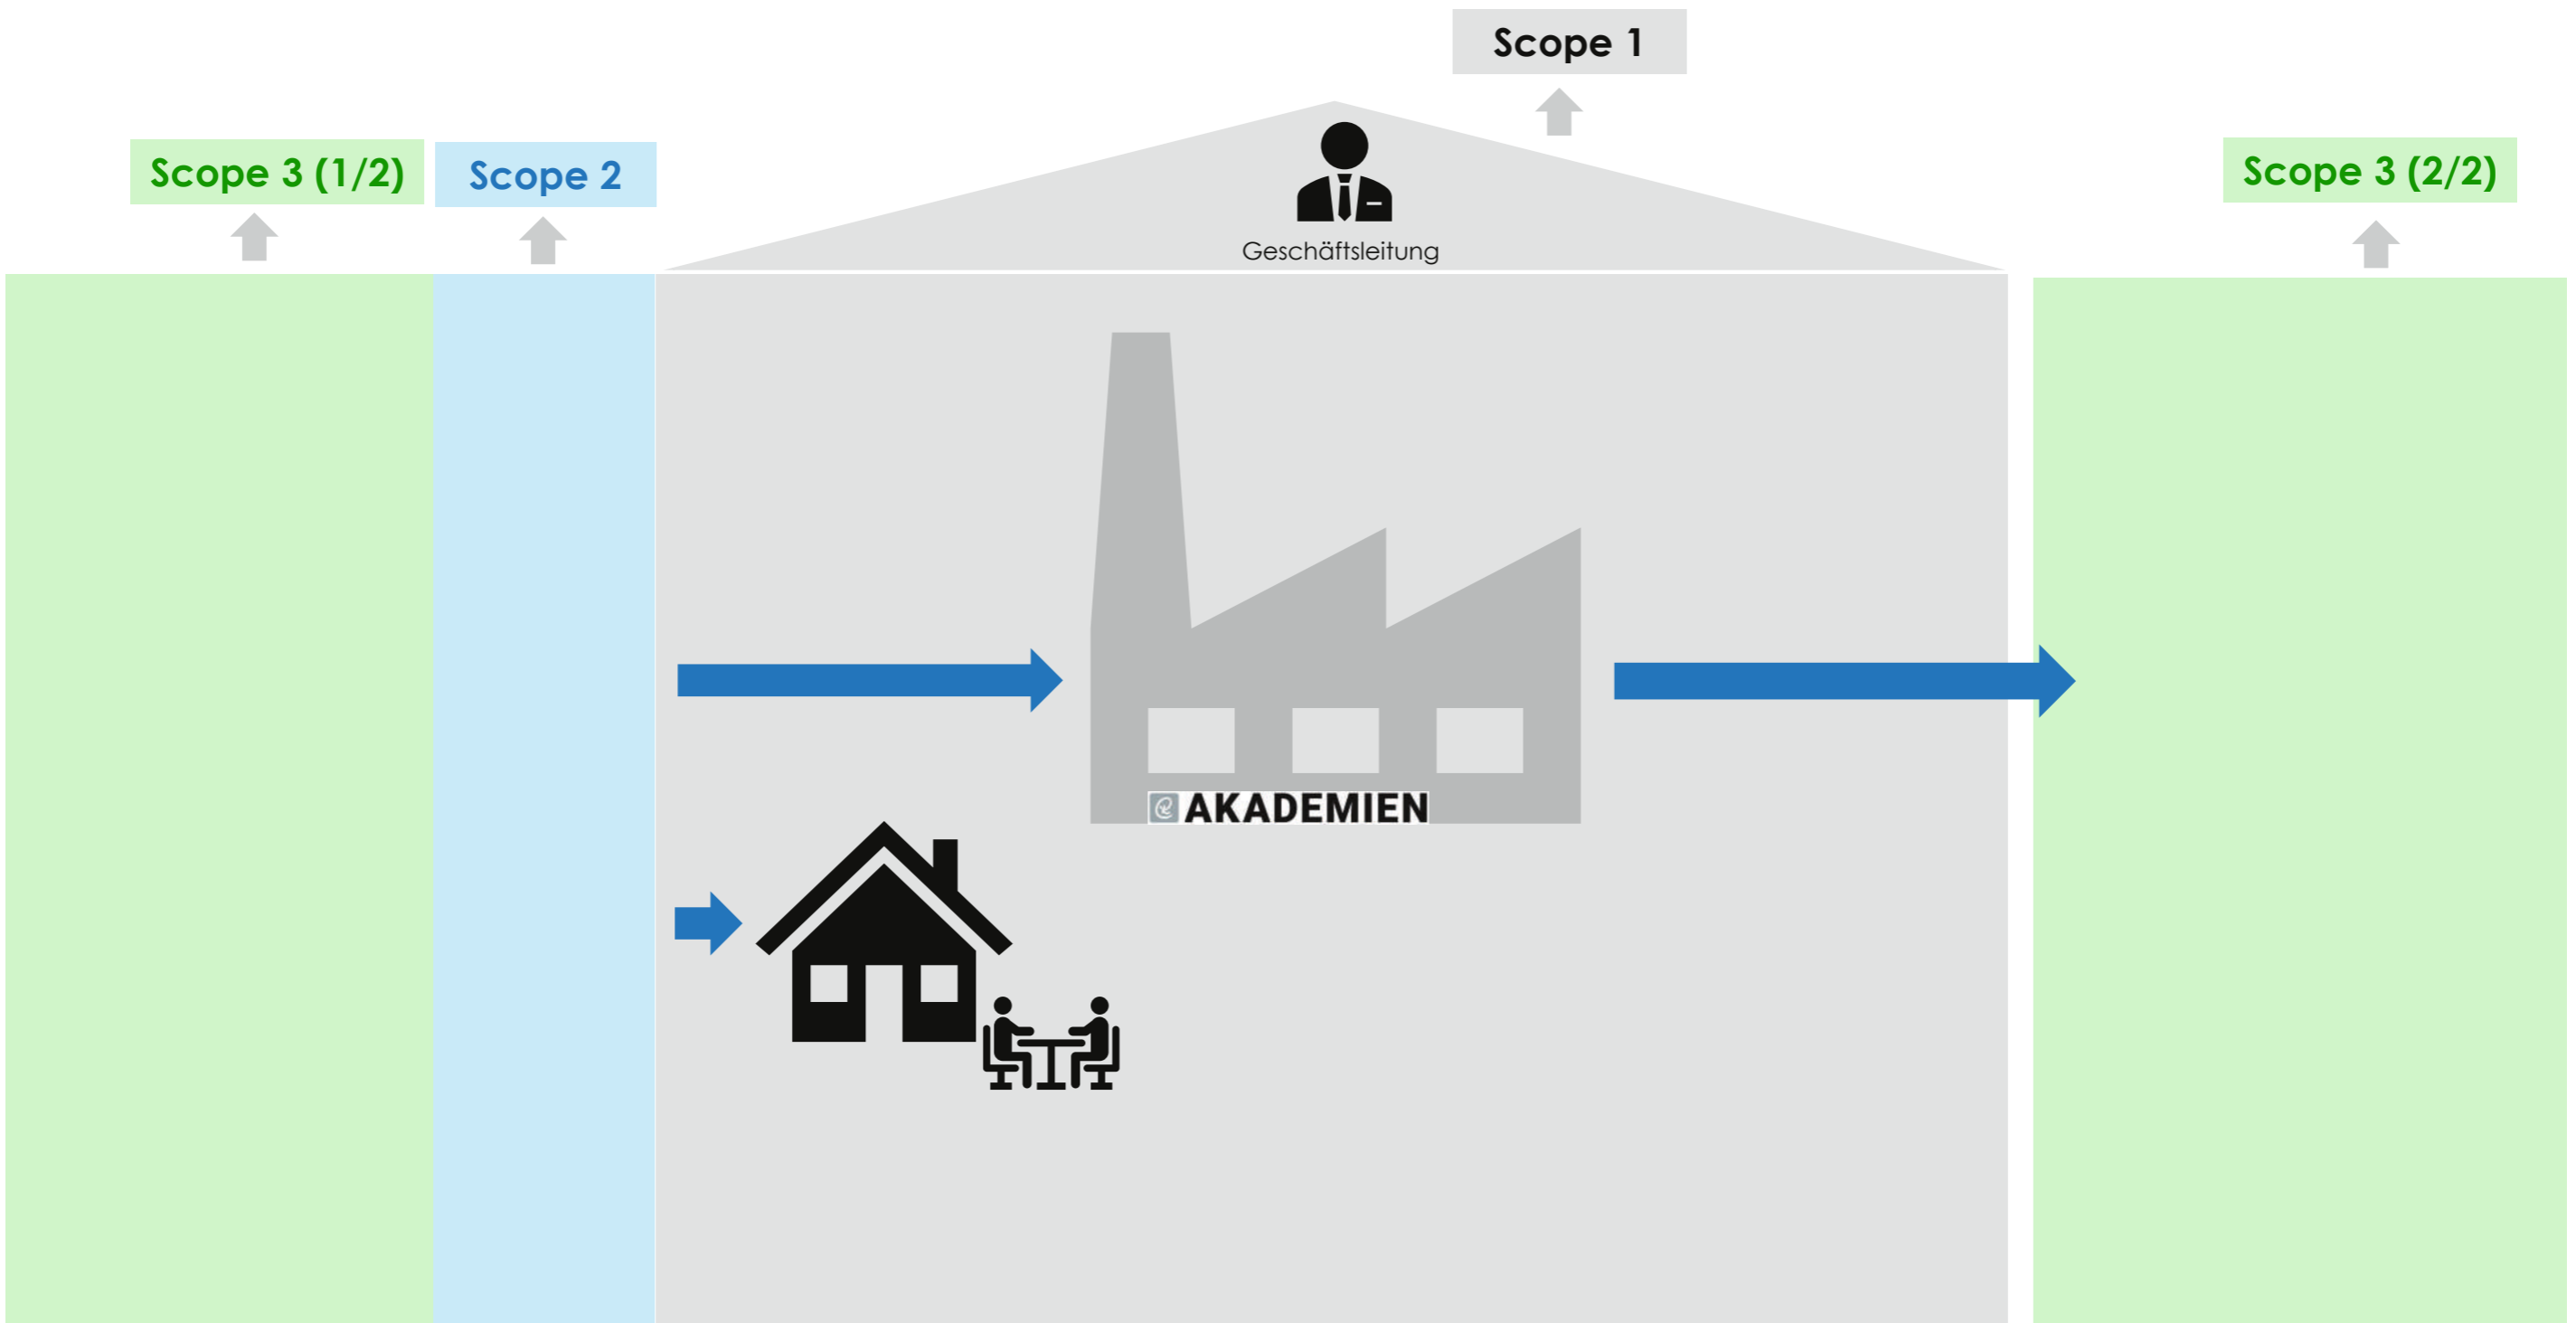 Scope 1
Scope 3 (1/2)
Scope 2
Scope 3 (2/2)
Geschäftsleitung
AKADEMIEN